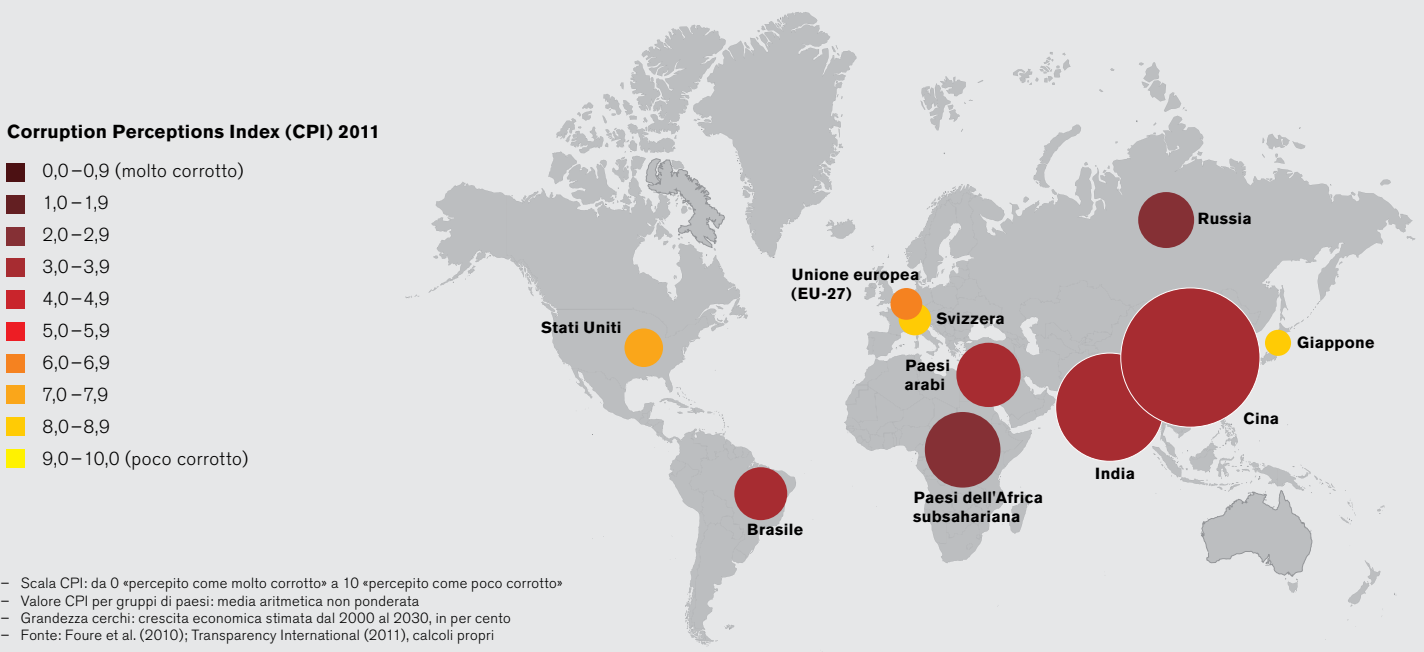 Corruption Perceptions Index (CPI) 2011
0,0–0,9 (molto corrotto)
1,0–1,9
2,0–2,9
3,0–3,9
4,0–4,9
5,0–5,9
6,0–6,9
7,0–7,9
8,0–8,9
9,0–10,0 (poco corrotto)
Russia
Unione europea
(EU-27)
Svizzera
Stati Uniti
Giappone
Paesi
arabi
Cina
India
Paesi dell'Africa
subsahariana
Brasile
– Scala CPI: da 0 «percepito come molto corrotto» a 10 «percepito come poco corrotto»
– Valore CPI per gruppi di paesi: media aritmetica non ponderata
– Grandezza cerchi: crescita economica stimata dal 2000 al 2030, in per cento
– Fonte: Foure et al. (2010); Transparency International (2011), calcoli propri